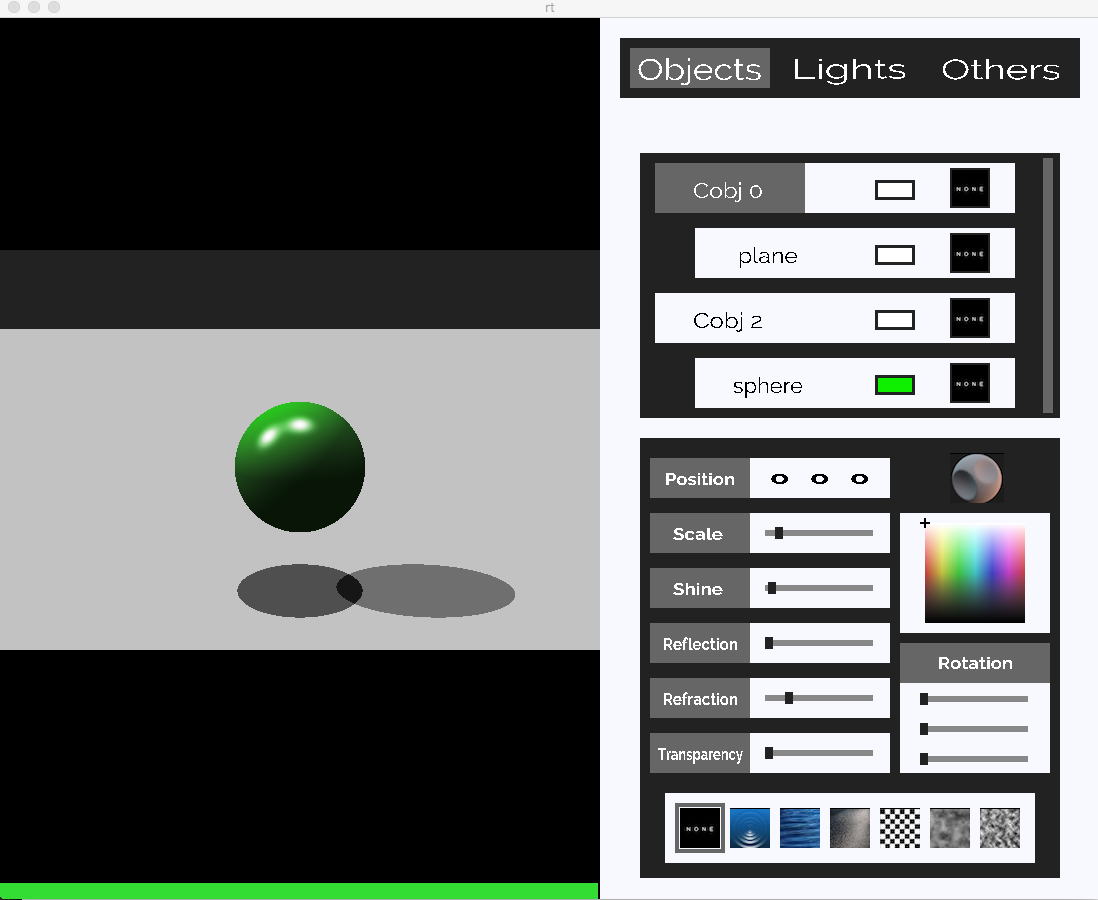 rt
Objects Lights Others
Cobj 0 NONE
plane NONE
Cobj 2 NONE
sphere NONE
Position 0 0 0
Scale
Shine
Reflection
Rotation
Refraction
Transparency
NONE